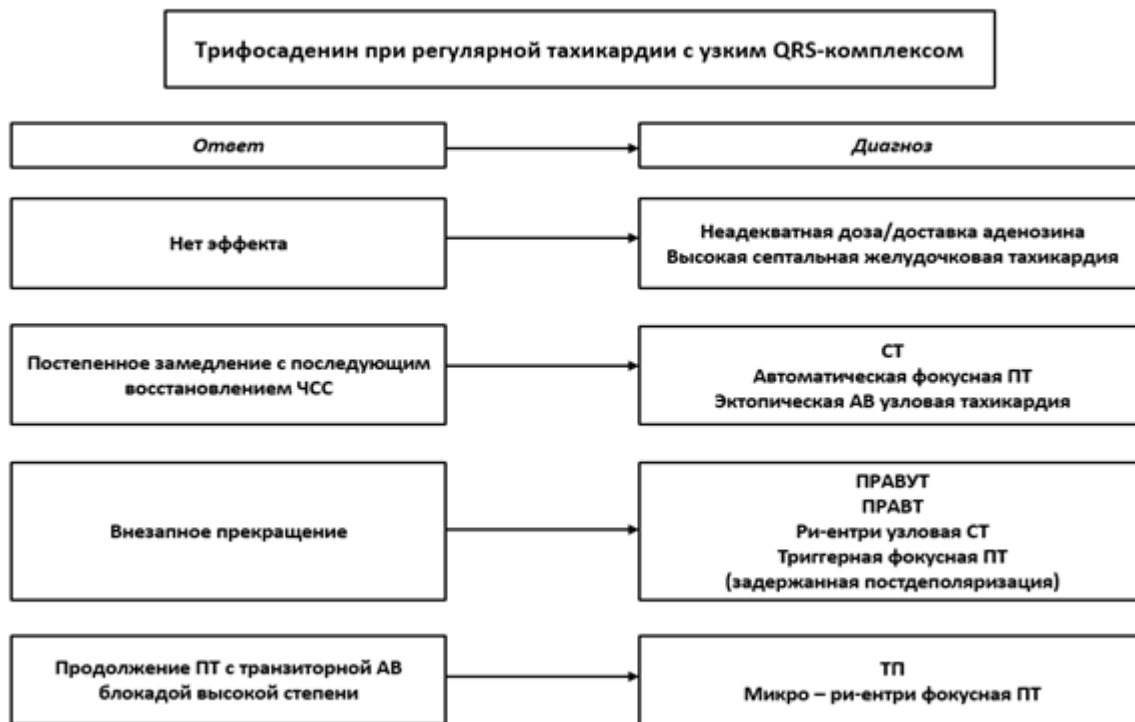 Трифосаденин при регулярной тахикардии с узким QRS-комплексом
Ответ
Диагноз
Нет эффекта
Неадекватная доза/доставка аденозина
Высокая септальная желудочковая тахикардия
Постепенное замедление с последующим
восстановлением ЧСС
СТ
Автоматическая фокусная ПТ
Эктопическая АВ узловая тахикардия
Внезапное прекращение
ПРАВУТ
ПРАВТ
Ри-ентри узловая СТ
Триггерная фокусная ПТ
(задержанная постдеполяризация)
Продолжение ПТ с транзиторной АВ
блокадой высокой степени
ТП
Микро – ри-ентри фокусная ПТ